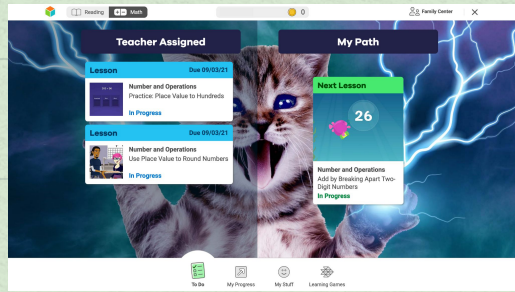 Reading
Math
0
Family Center
Teacher Assigned
Lesson
Due 09/03/21
Number and Operations
Practice: Place Value to Hundreds
In Progress
Lesson
Due 09/03/21
Number and Operations
Use Place Value to Round Numbers
In Progress
My Path
Next Lesson
26
Number and Operations
Add by Breaking Apart Two-
Digit Numbers
In Progress
To Do
My Progress
My Stuff
Learning Games